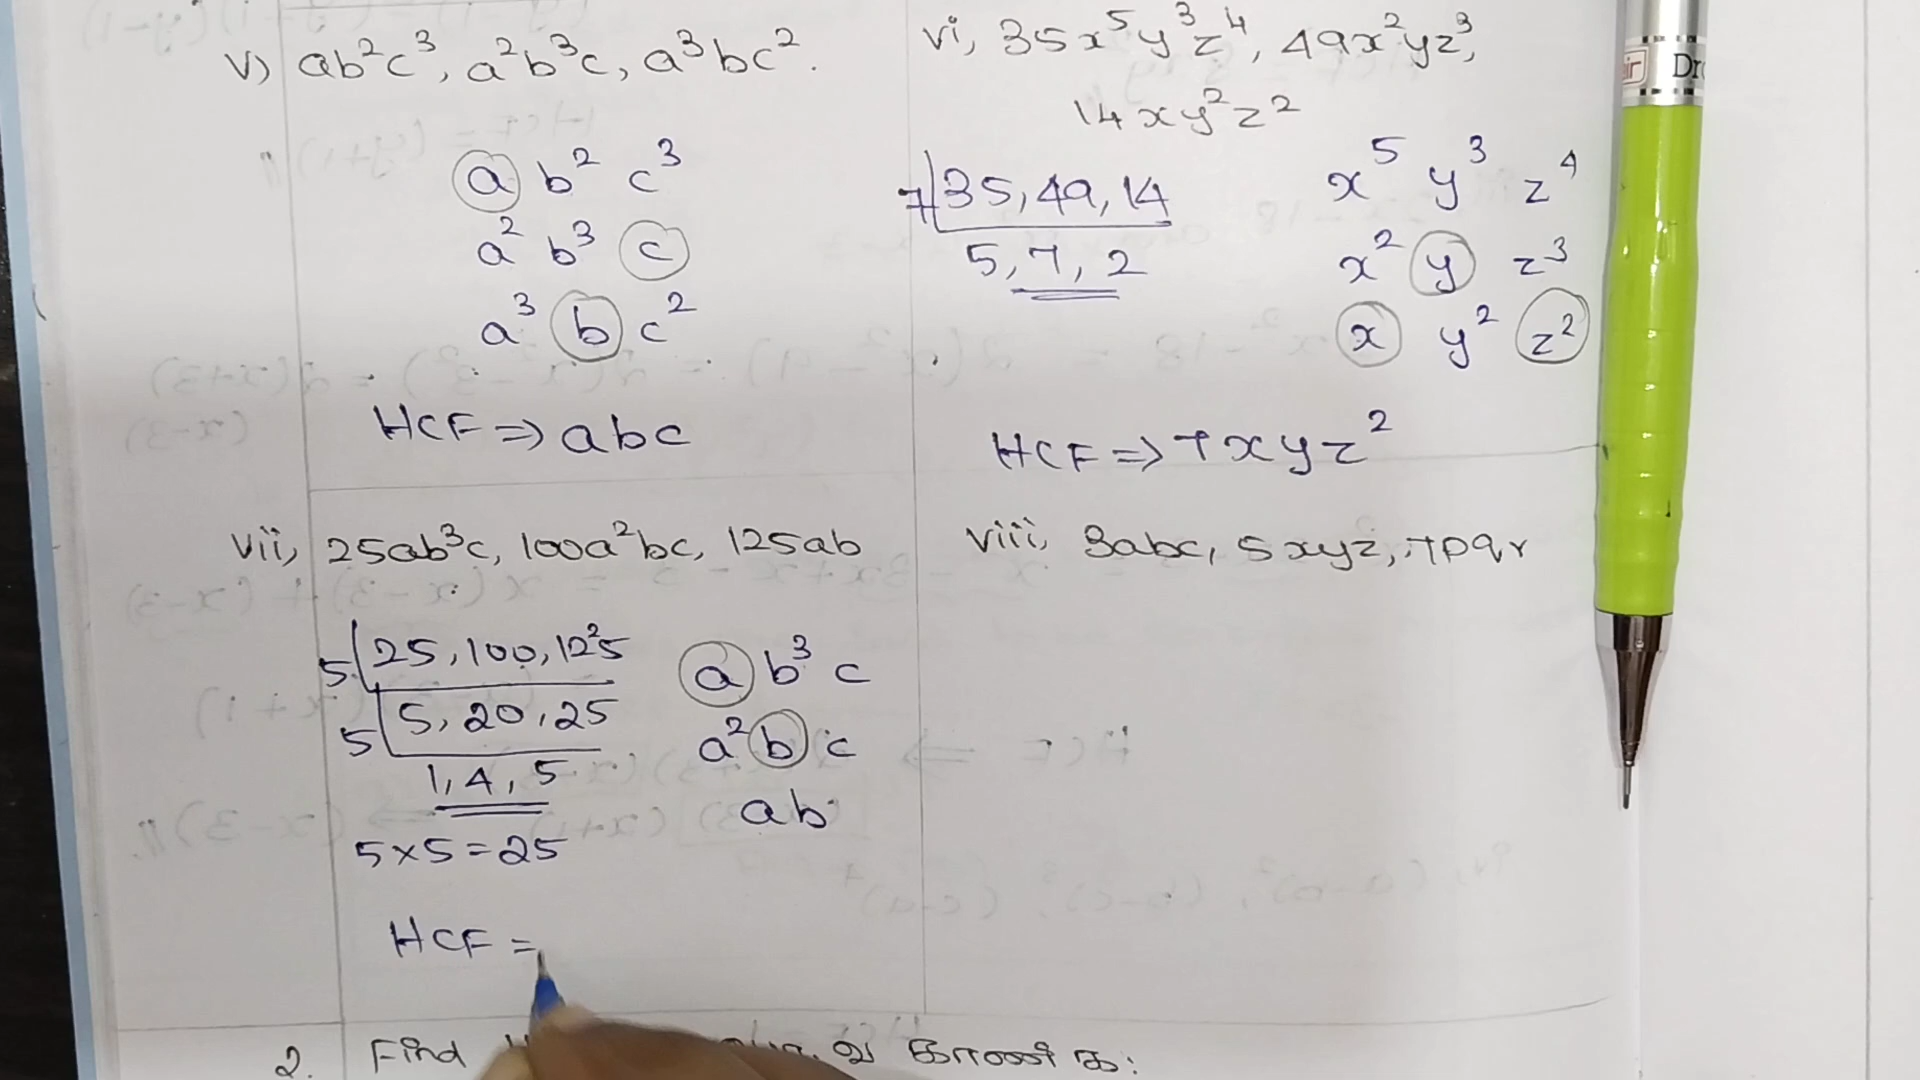 v) ab²c³, a²b³c, a³bc².
a b² c³
a² b³ c
a³ b c²
HCF ⇒ abc
vi, 35x⁵y³z⁴, 49x²yz³,
14xy²z²
7 35, 49, 14
5, 7, 2
x⁵ y³ z⁴
x² y z³
x y² z²
HCF ⇒ 7xyz²
vii, 25ab³c, 100a²bc, 125ab
5 25, 100, 12²5
5 5, 20, 25
1, 4, 5
5×5=25
a b³ c
a² b c
ab
HCF =
viii, 3abc, 5xyz, 7pqr
2. Find காண்க:
Dr